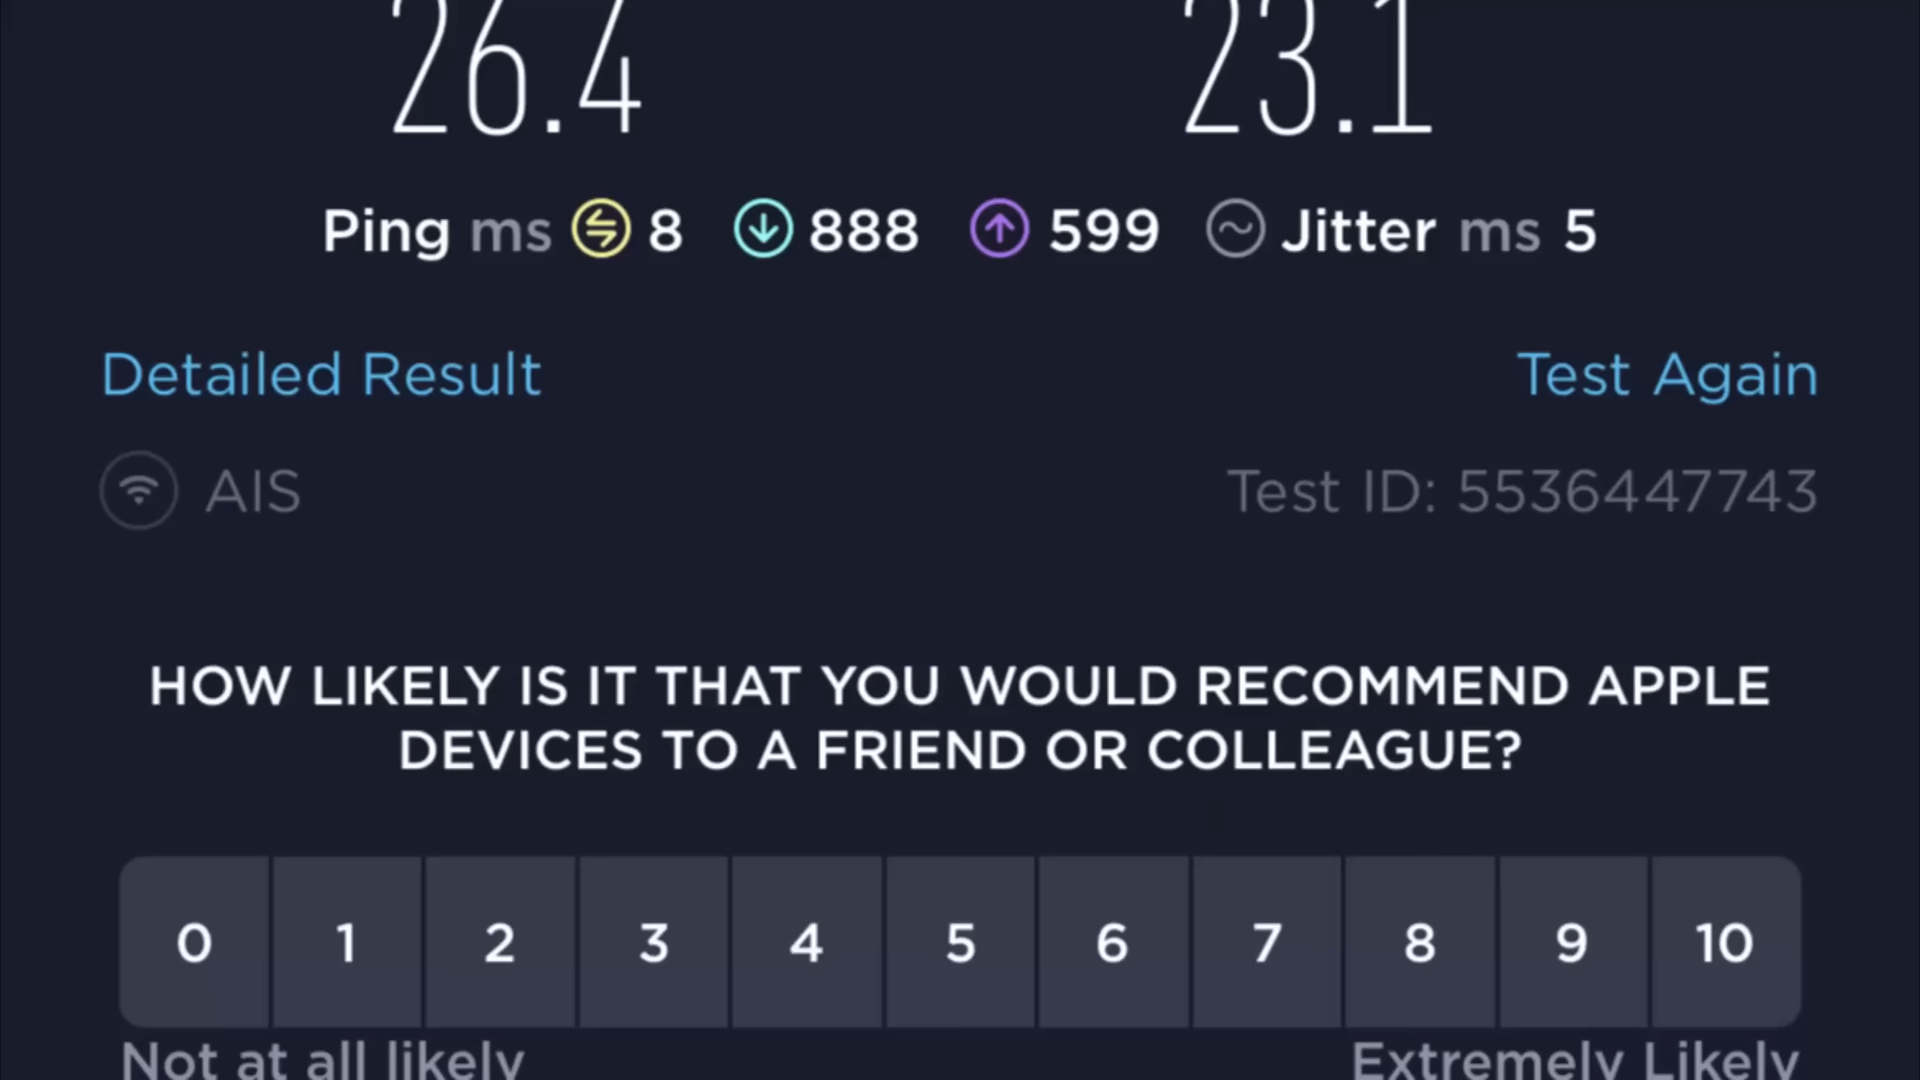 26.4 23.1
Ping ms 8 888 599 Jitter ms 5
Detailed Result Test Again
AIS Test ID: 5536447743
HOW LIKELY IS IT THAT YOU WOULD RECOMMEND APPLE
DEVICES TO A FRIEND OR COLLEAGUE?
0 1 2 3 4 5 6 7 8 9 10
Not at all likely Extremely Likely